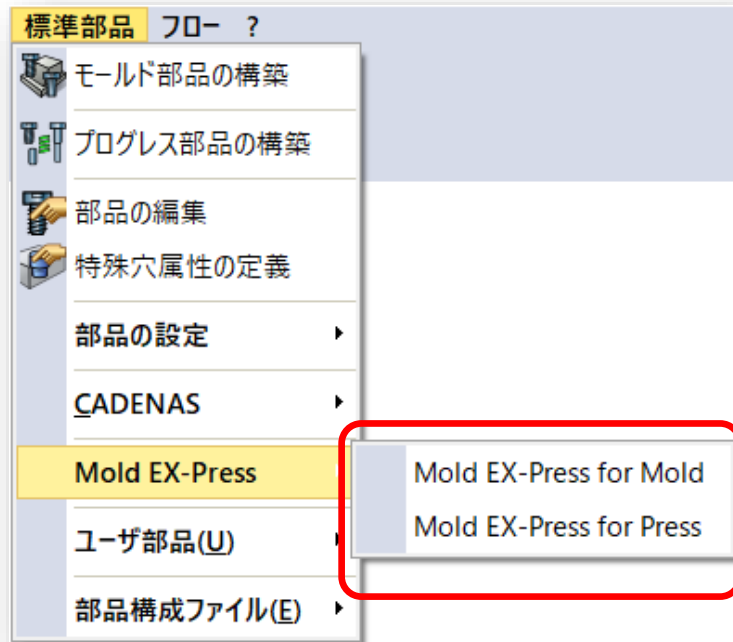 標準部品 フロー ?
モールド部品の構築
プログレス部品の構築
部品の編集
特殊穴属性の定義
部品の設定
CADENAS
Mold EX-Press
Mold EX-Press for Mold
Mold EX-Press for Press
ユーザ部品(U)
部品構成ファイル(E)